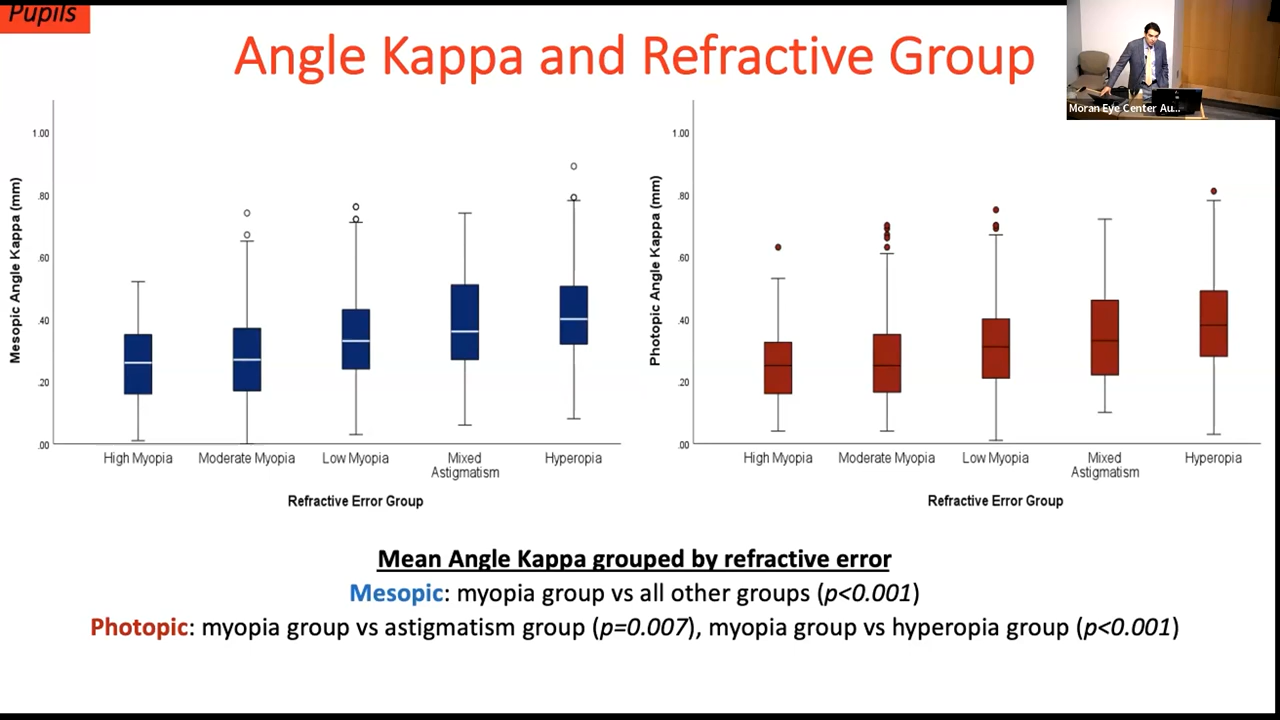 Pupils
Angle Kappa and Refractive Group
Moran Eye Center Au...
Mesopic Angle Kappa (mm)
1.00
.80
.60
.40
.20
.00
High Myopia
Moderate Myopia
Low Myopia
Mixed
Astigmatism
Hyperopia
Refractive Error Group
Photopic Angle Kappa (mm)
1.00
.80
.60
.40
.20
.00
High Myopia
Moderate Myopia
Low Myopia
Mixed
Astigmatism
Hyperopia
Refractive Error Group
Mean Angle Kappa grouped by refractive error
Mesopic: myopia group vs all other groups (p<0.001)
Photopic: myopia group vs astigmatism group (p=0.007), myopia group vs hyperopia group (p<0.001)